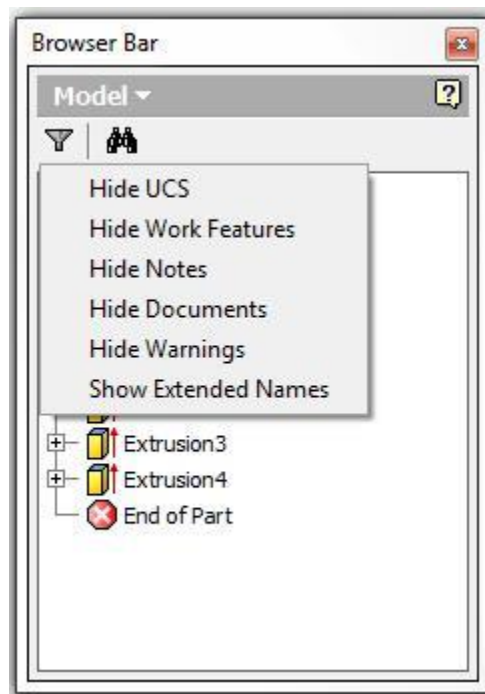 Browser Bar
Model
Hide UCS
Hide Work Features
Hide Notes
Hide Documents
Hide Warnings
Show Extended Names
Extrusion3
Extrusion4
End of Part